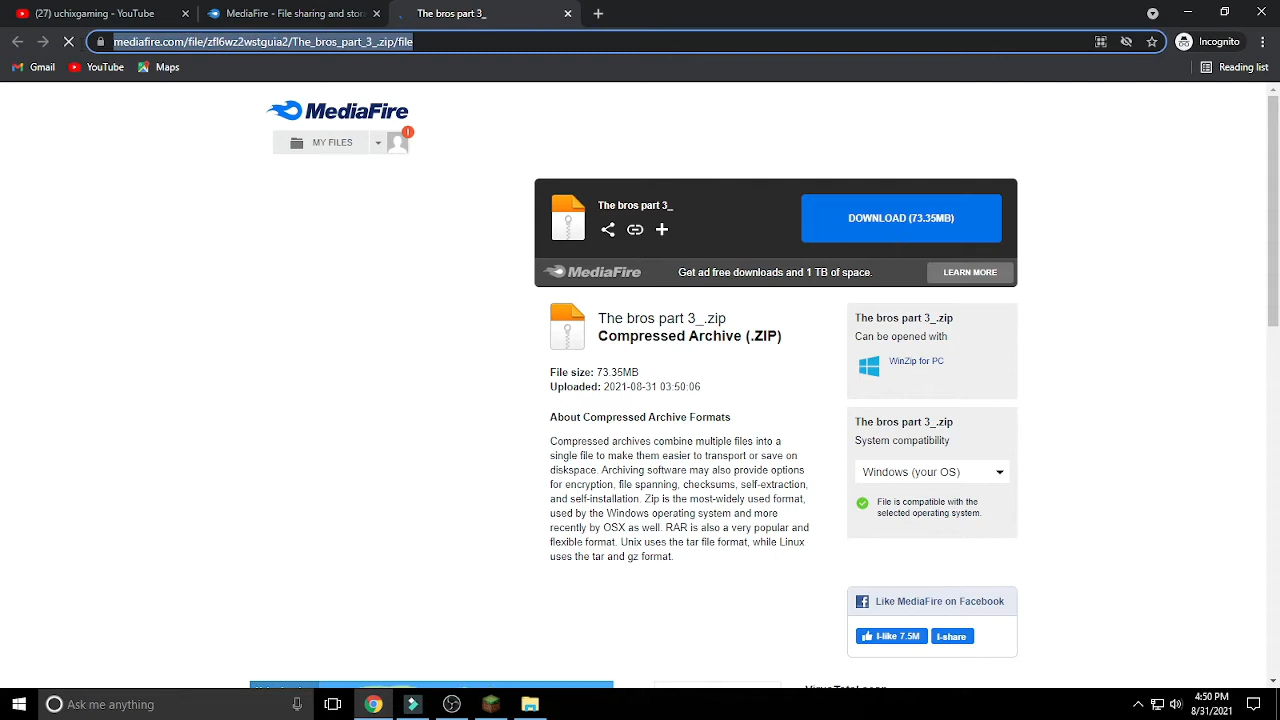 (27) uchixgaming - YouTube
MediaFire - File sharing and stor
The bros part 3_
mediafire.com/file/zfl6wz2wstguia2/The_bros_part_3_.zip/file
Incognito
Gmail
YouTube
Maps
Reading list
MediaFire
MY FILES
The bros part 3_
DOWNLOAD (73.35MB)
MediaFire
Get ad free downloads and 1 TB of space.
LEARN MORE
The bros part 3_.zip
Compressed Archive (.ZIP)
File size: 73.35MB
Uploaded: 2021-08-31 03:50:06
About Compressed Archive Formats
Compressed archives combine multiple files into a
single file to make them easier to transport or save on
diskspace. Archiving software may also provide options
for encryption, file spanning, checksums, self-extraction,
and self-installation. Zip is the most-widely used format,
used by the Windows operating system and more
recently by OSX as well. RAR is also a very popular and
flexible format. Unix uses the tar file format, while Linux
uses the tar and gz format.
The bros part 3_.zip
Can be opened with
WinZip for PC
The bros part 3_.zip
System compatibility
Windows (your OS)
File is compatible with the
selected operating system.
Like MediaFire on Facebook
I-like 7.5M
I-share
Ask me anything
4:50 PM
8/31/2021